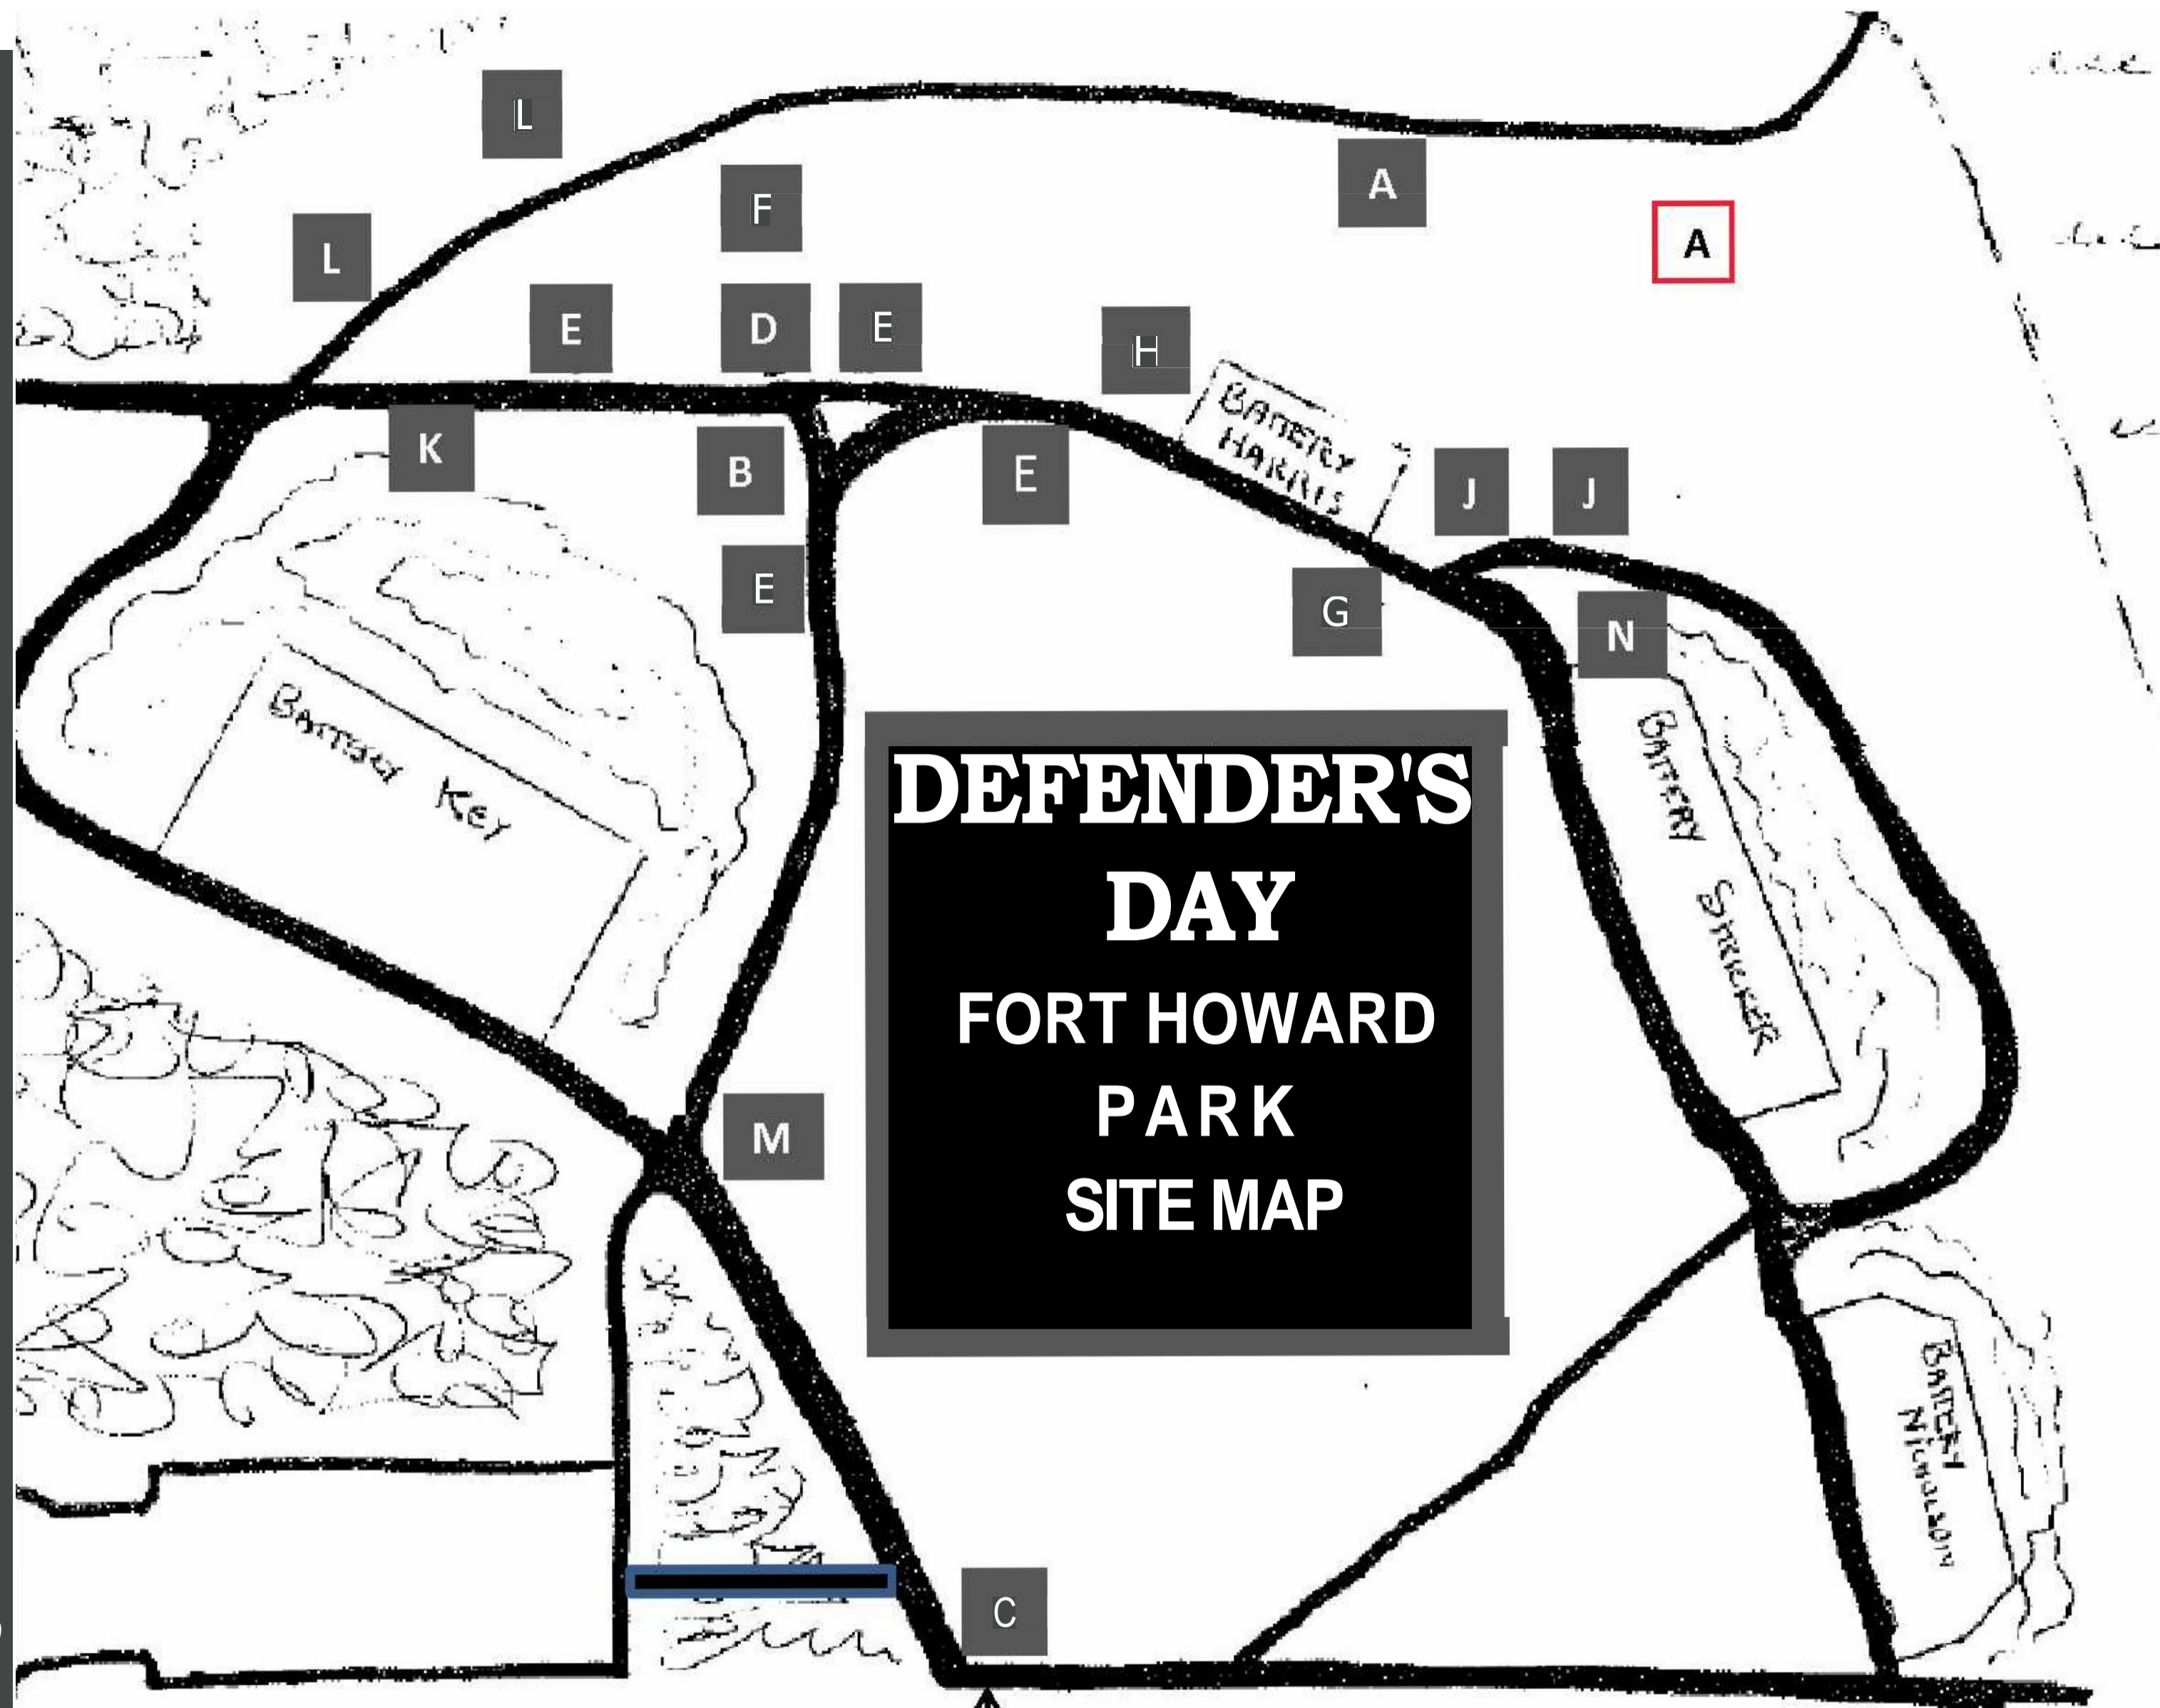 L
F
A
A
L
E
D
E
H
BATTERY
HARRIS
K
B
E
J
J
E
G
N
BATTERY KEY
BATTERY STRICKER
DEFENDER'S
DAY
FORT HOWARD
PARK
SITE MAP
M
BATTERY
NICHOLSON
C